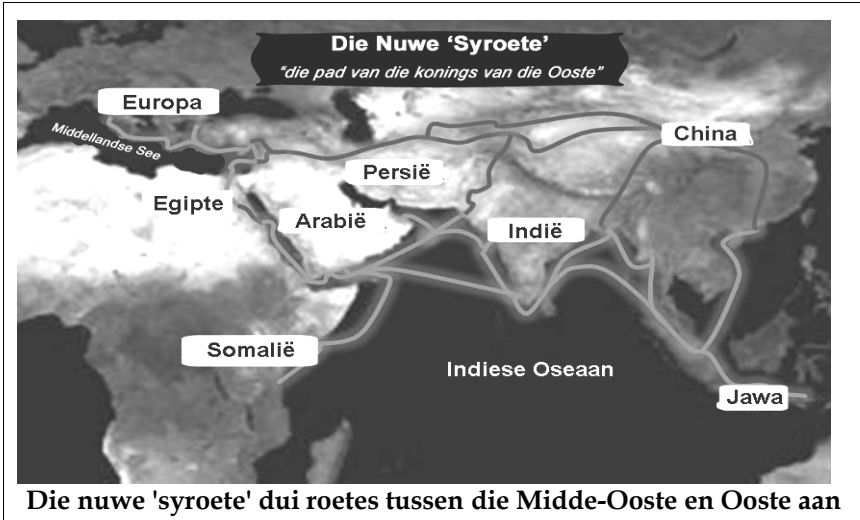 Die Nuwe 'Syroete'
"die pad van die konings van die Ooste"
Europa
Middellandse See
China
Persië
Egipte
Arabië
Indië
Somalië
Indiese Oseaan
Jawa
Die nuwe 'syroete' dui roetes tussen die Midde-Ooste en Ooste aan